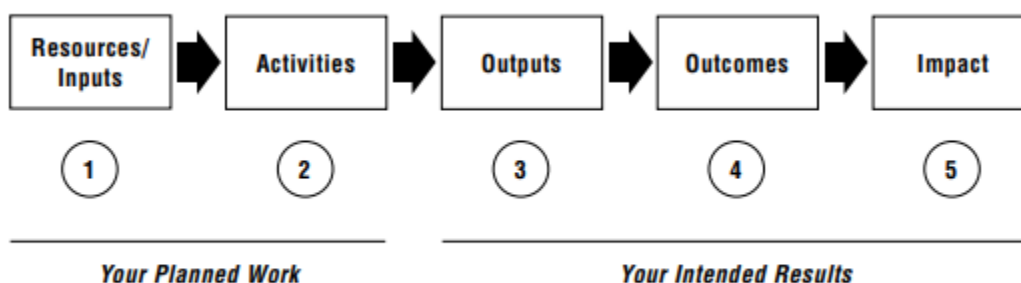 Resources/
Inputs
Activities
Outputs
Outcomes
Impact
1
2
3
4
5
Your Planned Work
Your Intended Results